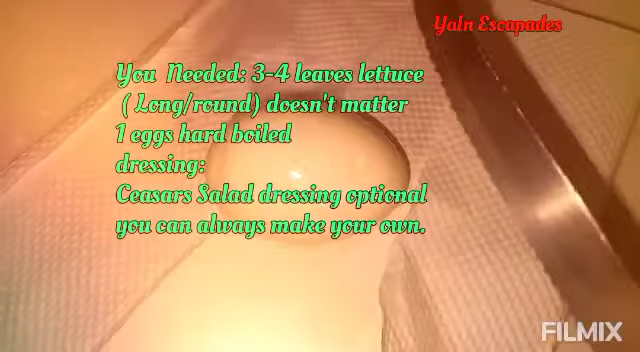 Yaln Escapades
You Needed: 3-4 leaves lettuce
( Long/round) doesn't matter
1 eggs hard boiled
dressing:
Ceasars Salad dressing optional
you can always make your own.
FILMIX